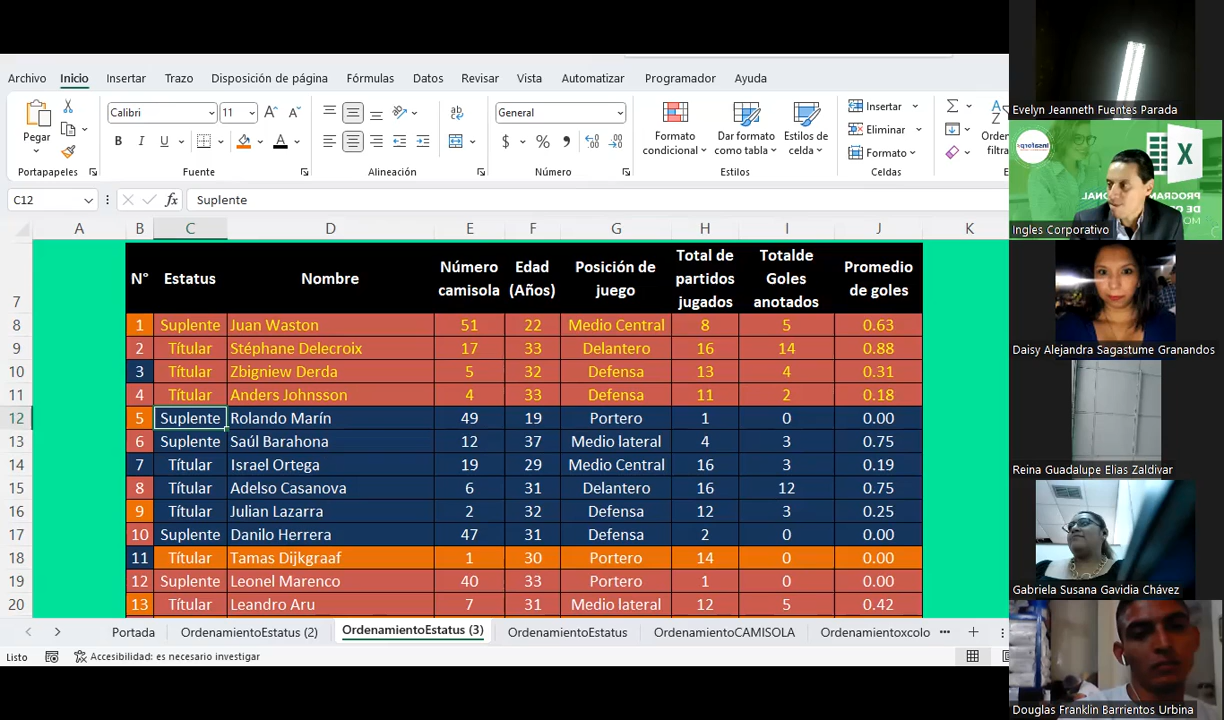 Archivo Inicio Insertar Trazo Disposición de página Fórmulas Datos Revisar Vista Automatizar Programador Ayuda
Pegar
Calibri 11
General
Formato condicional
Dar formato como tabla
Estilos de celda
Insertar
Eliminar
Formato
Portapapeles Fuente Alineación Número Estilos Celdas
C12 Suplente
A B C D E F G H I J K
7 N° Estatus Nombre Número camisola Edad (Años) Posición de juego Total de partidos jugados Totalde Goles anotados Promedio de goles
8 1 Suplente Juan Waston 51 22 Medio Central 8 5 0.63
9 2 Títular Stéphane Delecroix 17 33 Delantero 16 14 0.88
10 3 Títular Zbigniew Derda 5 32 Defensa 13 4 0.31
11 4 Títular Anders Johnsson 4 33 Defensa 11 2 0.18
12 5 Suplente Rolando Marín 49 19 Portero 1 0 0.00
13 6 Suplente Saúl Barahona 12 37 Medio lateral 4 3 0.75
14 7 Títular Israel Ortega 19 29 Medio Central 16 3 0.19
15 8 Títular Adelso Casanova 6 31 Delantero 16 12 0.75
16 9 Títular Julian Lazarra 2 32 Defensa 12 3 0.25
17 10 Suplente Danilo Herrera 47 31 Defensa 2 0 0.00
18 11 Títular Tamas Dijkgraaf 1 30 Portero 14 0 0.00
19 12 Suplente Leonel Marenco 40 33 Portero 1 0 0.00
20 13 Títular Leandro Aru 7 31 Medio lateral 12 5 0.42
Portada OrdenamientoEstatus (2) OrdenamientoEstatus (3) OrdenamientoEstatus OrdenamientoCAMISOLA Ordenamientoxcolo
Listo Accesibilidad: es necesario investigar
Evelyn Jeanneth Fuentes Parada
Ingles Corporativo
Daisy Alejandra Sagastume Granandos
Reina Guadalupe Elias Zaldivar
Gabriela Susana Gavidia Chávez
Douglas Franklin Barrientos Urbina